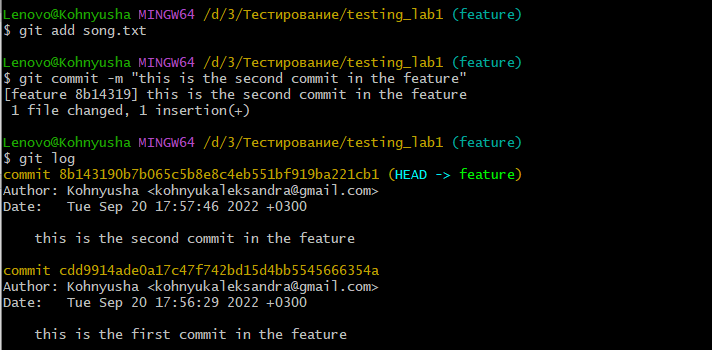 Lenovo@Kohnyusha MINGW64 /d/3/Тестирование/testing_lab1 (feature)
$ git add song.txt
Lenovo@Kohnyusha MINGW64 /d/3/Тестирование/testing_lab1 (feature)
$ git commit -m "this is the second commit in the feature"
[feature 8b14319] this is the second commit in the feature
1 file changed, 1 insertion(+)
Lenovo@Kohnyusha MINGW64 /d/3/Тестирование/testing_lab1 (feature)
$ git log
commit 8b143190b7b065c5b8e8c4eb551bf919ba221cb1 (HEAD -> feature)
Author: Kohnyusha <kohnyukaleksandra@gmail.com>
Date:   Tue Sep 20 17:57:46 2022 +0300
this is the second commit in the feature
commit cdd9914ade0a17c47f742bd15d4bb5545666354a
Author: Kohnyusha <kohnyukaleksandra@gmail.com>
Date:   Tue Sep 20 17:56:29 2022 +0300
this is the first commit in the feature